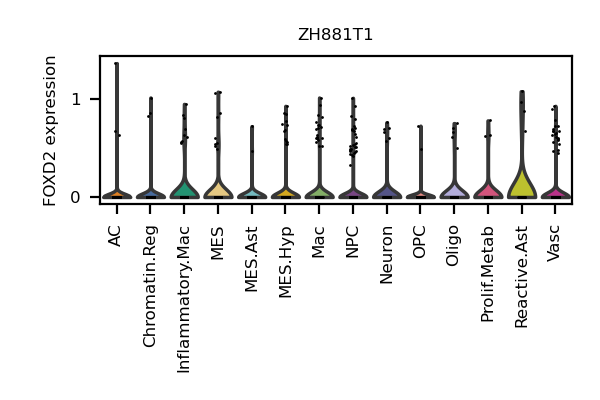 ZH881T1
FOXD2 expression
1
0
AC
Chromatin.Reg
Inflammatory.Mac
MES
MES.Ast
MES.Hyp
Mac
NPC
Neuron
OPC
Oligo
Prolif.Metab
Reactive.Ast
Vasc